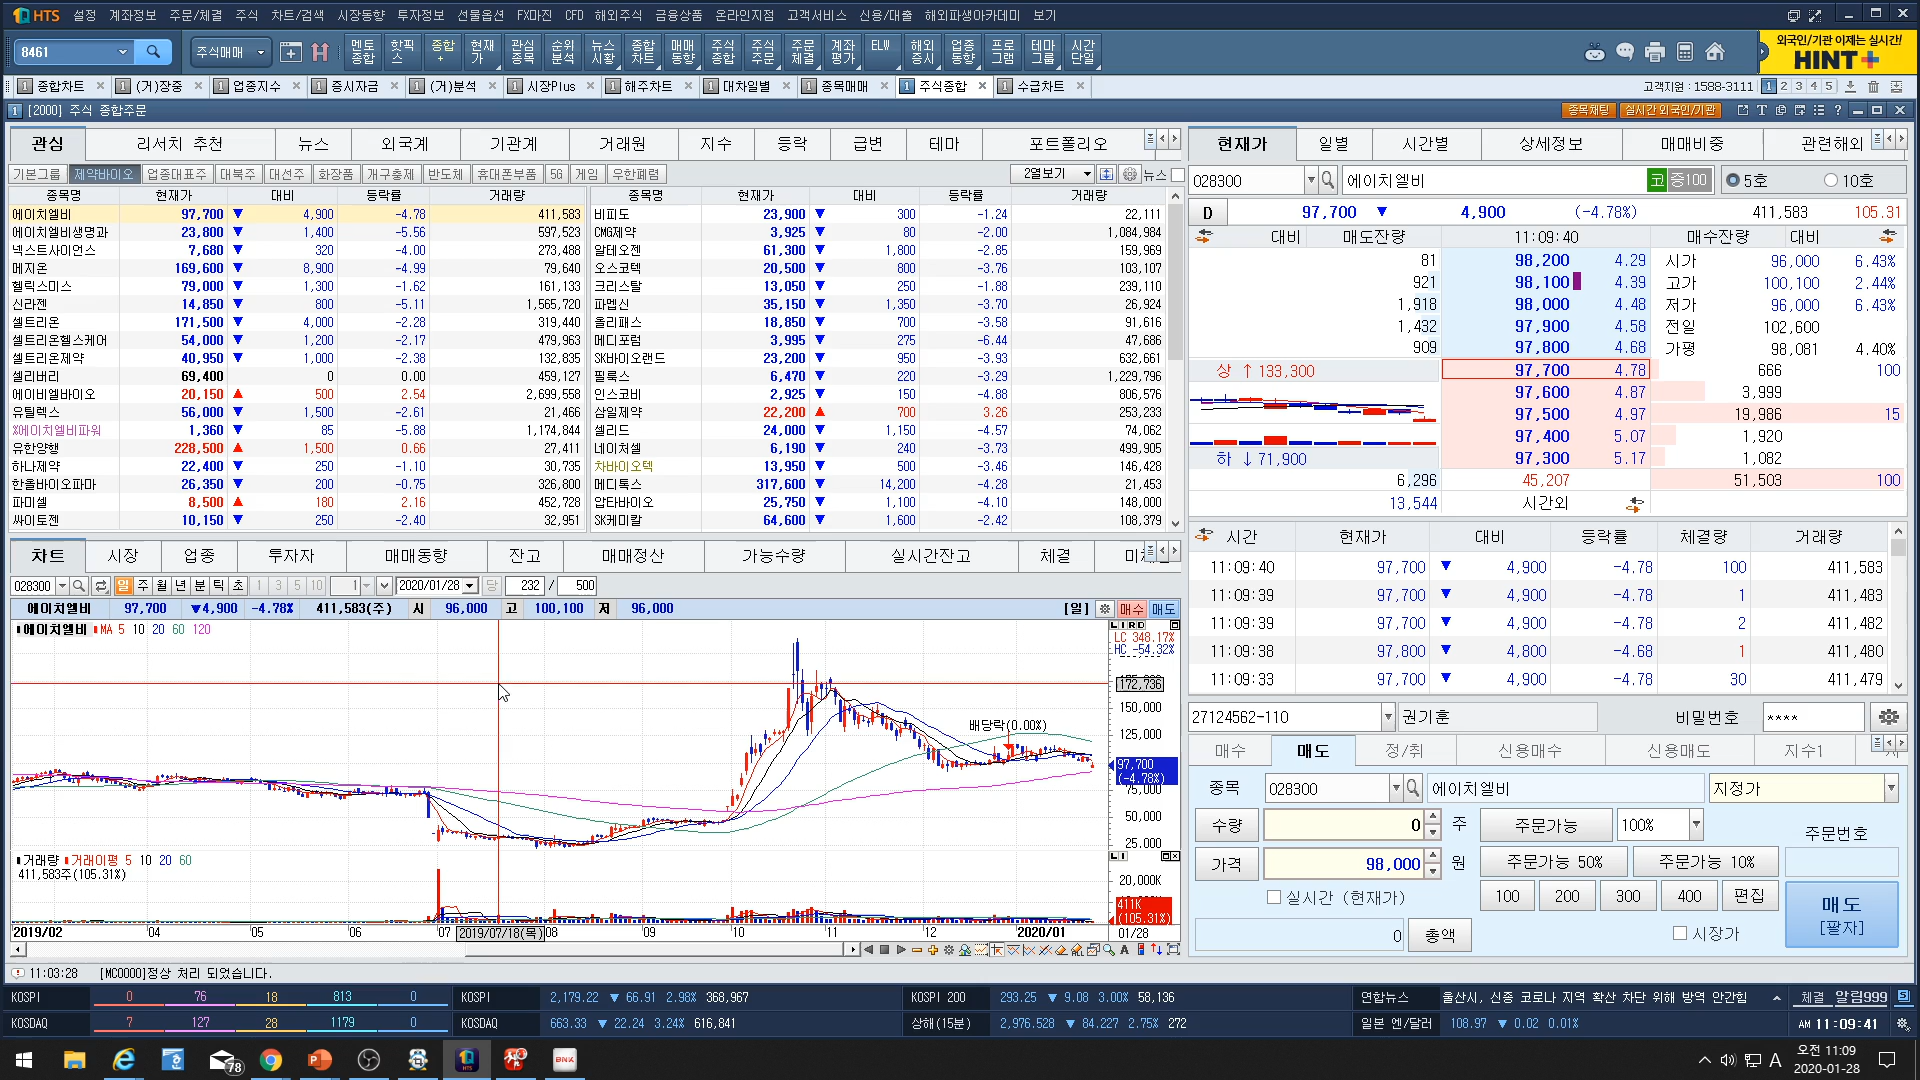 HTS 설정 계좌정보 주문/체결 주식 차트/검색 시장동향 투자정보 선물옵션 FX마진 CFD 해외주식 금융상품 온라인지점 고객서비스 신용/대출 해외파생아카데미 보기
8461 주식매매 멘토종합 핫픽스 종합+ 현재가 관심종목 순위분석 뉴스시황 종합차트 매매동향 주식종합 주식주문 주문체결 계좌평가 ELW 해외증시 업종동향 프로그램 테마그룹 시간단일 외국인/기관 이제는 실시간! HINT+
1 종합차트 1 (거)장중 1 업종지수 1 증시자금 1 (거)분석 1 시장Plus 1 해주차트 1 대차일별 1 종목매매 1 주식종합 1 수급차트 고객지원 : 1588-3111 1 2 3 4 5
1 [2000] 주식 종합주문 종목채팅 실시간 외국인/기관
관심 리서치 추천 뉴스 외국계 기관계 거래원 지수 등락 급변 테마 포트폴리오
기본그룹 제약바이오 업종대표주 대북주 대선주 화장품 개구충제 반도체 휴대폰부품 5G 게임 우한폐렴 2열보기 뉴스
종목명 현재가 대비 등락률 거래량 종목명 현재가 대비 등락률 거래량
에이치엘비 97,700 ▼ 4,900 -4.78 411,583 비피도 23,900 ▼ 300 -1.24 22,111
에이치엘비생명과 23,800 ▼ 1,400 -5.56 597,523 CMG제약 3,925 ▼ 80 -2.00 1,084,984
넥스트사이언스 7,680 ▼ 320 -4.00 273,488 알테오젠 61,300 ▼ 1,800 -2.85 159,969
메지온 169,600 ▼ 8,900 -4.99 79,640 오스코텍 20,500 ▼ 800 -3.76 103,107
헬릭스미스 79,000 ▼ 1,300 -1.62 161,133 크리스탈 13,050 ▼ 250 -1.88 239,110
신라젠 14,850 ▼ 800 -5.11 1,565,720 파멥신 35,150 ▼ 1,350 -3.70 26,924
셀트리온 171,500 ▼ 4,000 -2.28 319,440 올리패스 18,850 ▼ 700 -3.58 91,616
셀트리온헬스케어 54,000 ▼ 1,200 -2.17 479,963 메디포럼 3,995 ▼ 275 -6.44 47,686
셀트리온제약 40,950 ▼ 1,000 -2.38 132,835 SK바이오랜드 23,200 ▼ 950 -3.93 632,661
셀리버리 69,400 0 0.00 459,127 필룩스 6,470 ▼ 220 -3.29 1,229,796
에이비엘바이오 20,150 ▲ 500 2.54 2,699,558 인스코비 2,925 ▼ 150 -4.88 806,576
유틸렉스 56,000 ▼ 1,500 -2.61 21,466 삼일제약 22,200 ▲ 700 3.26 253,233
%에이치엘비파워 1,360 ▼ 85 -5.88 1,174,844 셀리드 24,000 ▼ 1,150 -4.57 74,062
유한양행 228,500 ▲ 1,500 0.66 27,411 네이처셀 6,190 ▼ 240 -3.73 499,905
하나제약 22,400 ▼ 250 -1.10 30,735 차바이오텍 13,950 ▼ 500 -3.46 146,428
한올바이오파마 26,350 ▼ 200 -0.75 326,800 메디톡스 317,600 ▼ 14,200 -4.28 21,453
파미셀 8,500 ▲ 180 2.16 452,728 압타바이오 25,750 ▼ 1,100 -4.10 148,000
싸이토젠 10,150 ▼ 250 -2.40 32,951 SK케미칼 64,600 ▼ 1,600 -2.42 108,379
차트 시장 업종 투자자 매매동향 잔고 매매정산 가능수량 실시간잔고 체결
028300 일 주 월 년 분 틱 초 1 3 5 10 1 2020/01/28 당 232 / 500
에이치엘비 97,700 ▼4,900 -4.78% 411,583(주) 시 96,000 고 100,100 저 96,000 [일] 매수 매도
에이치엘비 MA 5 10 20 60 120
LC 348.17%
HC -54.32%
172,736
150,000
배당락(0.00%)
125,000
97,700
(-4.78%)
75,000
50,000
25,000
거래량 거래이평 5 10 20 60
411,583주(105.31%)
20,000K
411K
(105.31%)
2019/02 04 05 06 07 2019/07/18(목) 08 09 10 11 12 2020/01 01/28
11:03:28 [MC0000]정상 처리 되었습니다.
현재가 일별 시간별 상세정보 매매비중 관련해외
028300 에이치엘비 코 증100 5호 10호
D 97,700 ▼ 4,900 (-4.78%) 411,583 105.31
대비 매도잔량 11:09:40 매수잔량 대비
81 98,200 4.29 시가 96,000 6.43%
921 98,100 4.39 고가 100,100 2.44%
1,918 98,000 4.48 저가 96,000 6.43%
1,432 97,900 4.58 전일 102,600
909 97,800 4.68 가평 98,081 4.40%
상 ↑ 133,300 97,700 4.78 666 100
97,600 4.87 3,999
97,500 4.97 19,986 15
97,400 5.07 1,920
하 ↓ 71,900 97,300 5.17 1,082
6,296 45,207 51,503 100
13,544 시간외
시간 현재가 대비 등락률 체결량 거래량
11:09:40 97,700 ▼ 4,900 -4.78 100 411,583
11:09:39 97,700 ▼ 4,900 -4.78 1 411,483
11:09:39 97,700 ▼ 4,900 -4.78 2 411,482
11:09:38 97,800 ▼ 4,800 -4.68 1 411,480
11:09:33 97,700 ▼ 4,900 -4.78 30 411,479
27124562-110 권기훈 비밀번호 ****
매수 매도 정/취 신용매수 신용매도 지수1
종목 028300 에이치엘비 지정가
수량 0 주 주문가능 100% 주문번호
가격 98,000 원 주문가능 50% 주문가능 10%
실시간 (현재가) 100 200 300 400 편집 매도 [팔자]
0 총액 시장가
KOSPI 0 76 18 813 0 KOSPI 2,179.22 ▼ 66.91 2.98% 368,967 KOSPI 200 293.25 ▼ 9.08 3.00% 58,136 연합뉴스 울산시, 신종 코로나 지역 확산 차단 위해 방역 안간힘 체결 알림999
KOSDAQ 7 127 28 1179 0 KOSDAQ 663.33 ▼ 22.24 3.24% 616,841 상해(15분) 2,976.528 ▼ 84.227 2.75% 272 일본 엔/달러 108.97 ▼ 0.02 0.01% AM 11:09:41
78 HTS BNK A 오전 11:09
2020-01-28